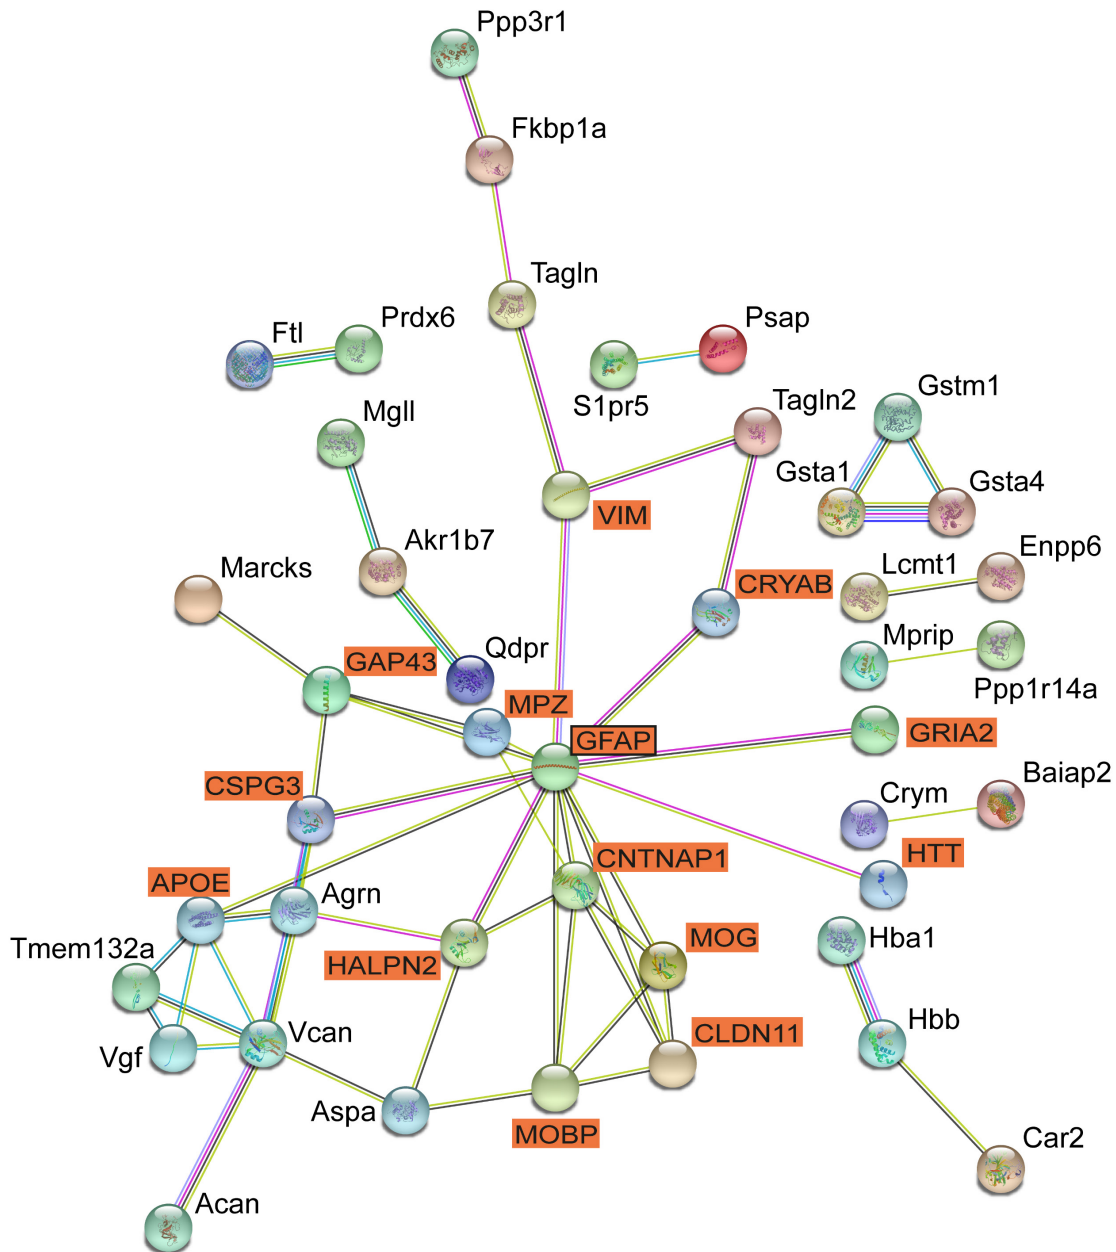 Ppp3r1
Fkbp1a
Tagln
Ftl
Prdx6
Psap
S1pr5
Mgll
Tagln2
Gstm1
Gsta1
Gsta4
VIM
Akr1b7
Marcks
CRYAB
Lcmt1
Enpp6
Qdpr
GAP43
Mprip
Ppp1r14a
MPZ
GFAP
GRIA2
CSPG3
Crym
Baiap2
CNTNAP1
HTT
APOE
Agrn
Tmem132a
HALPN2
MOG
Hba1
Vgf
Vcan
CLDN11
Hbb
Aspa
MOBP
Car2
Acan